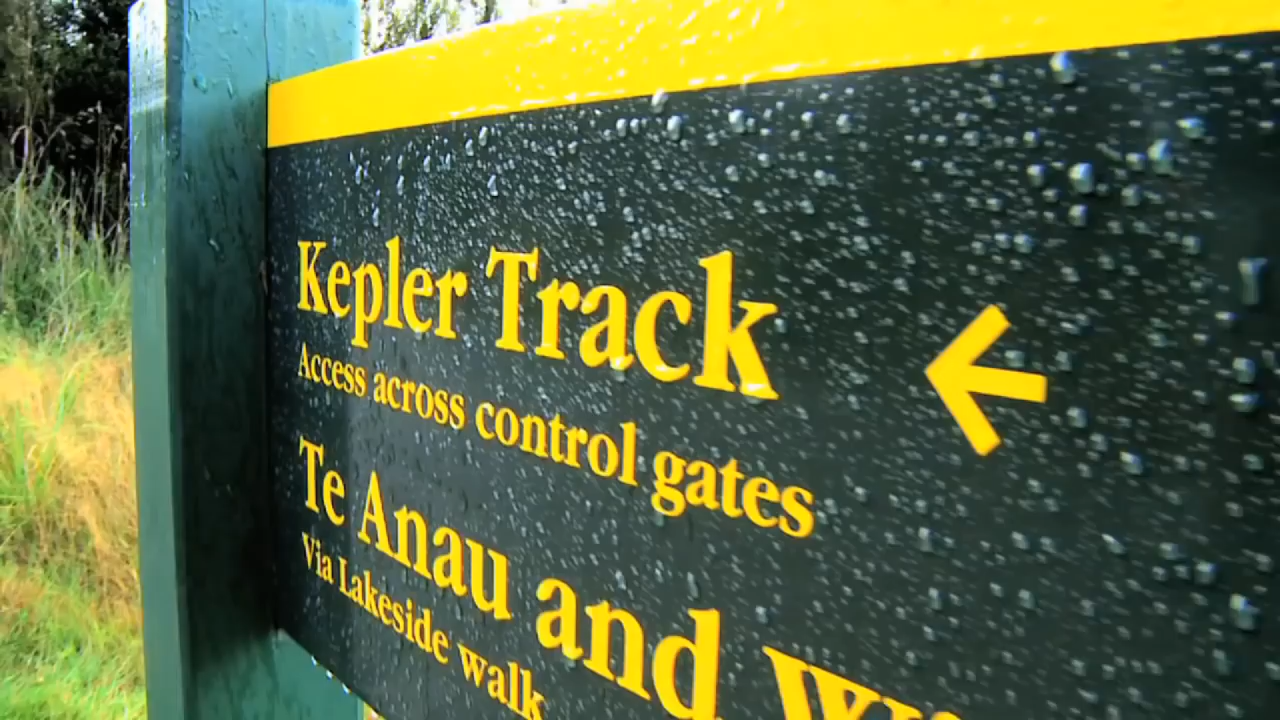 Kepler Track
Access across control gates
Te Anau and
Via Lakeside walk